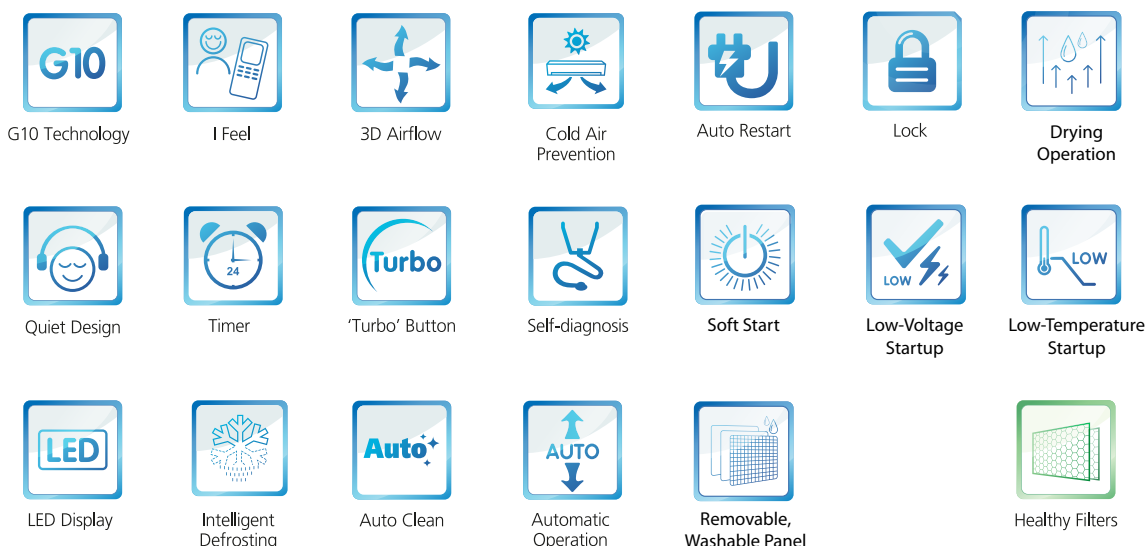 G10
G10 Technology
I Feel
3D Airflow
Cold Air
Prevention
Auto Restart
Lock
Drying
Operation
Quiet Design
24
Timer
Turbo
‘Turbo’ Button
Self-diagnosis
Soft Start
LOW
Low-Voltage
Startup
LOW
Low-Temperature
Startup
LED
LED Display
Intelligent
Defrosting
Auto
Auto Clean
AUTO
Automatic
Operation
Removable,
Washable Panel
Healthy Filters